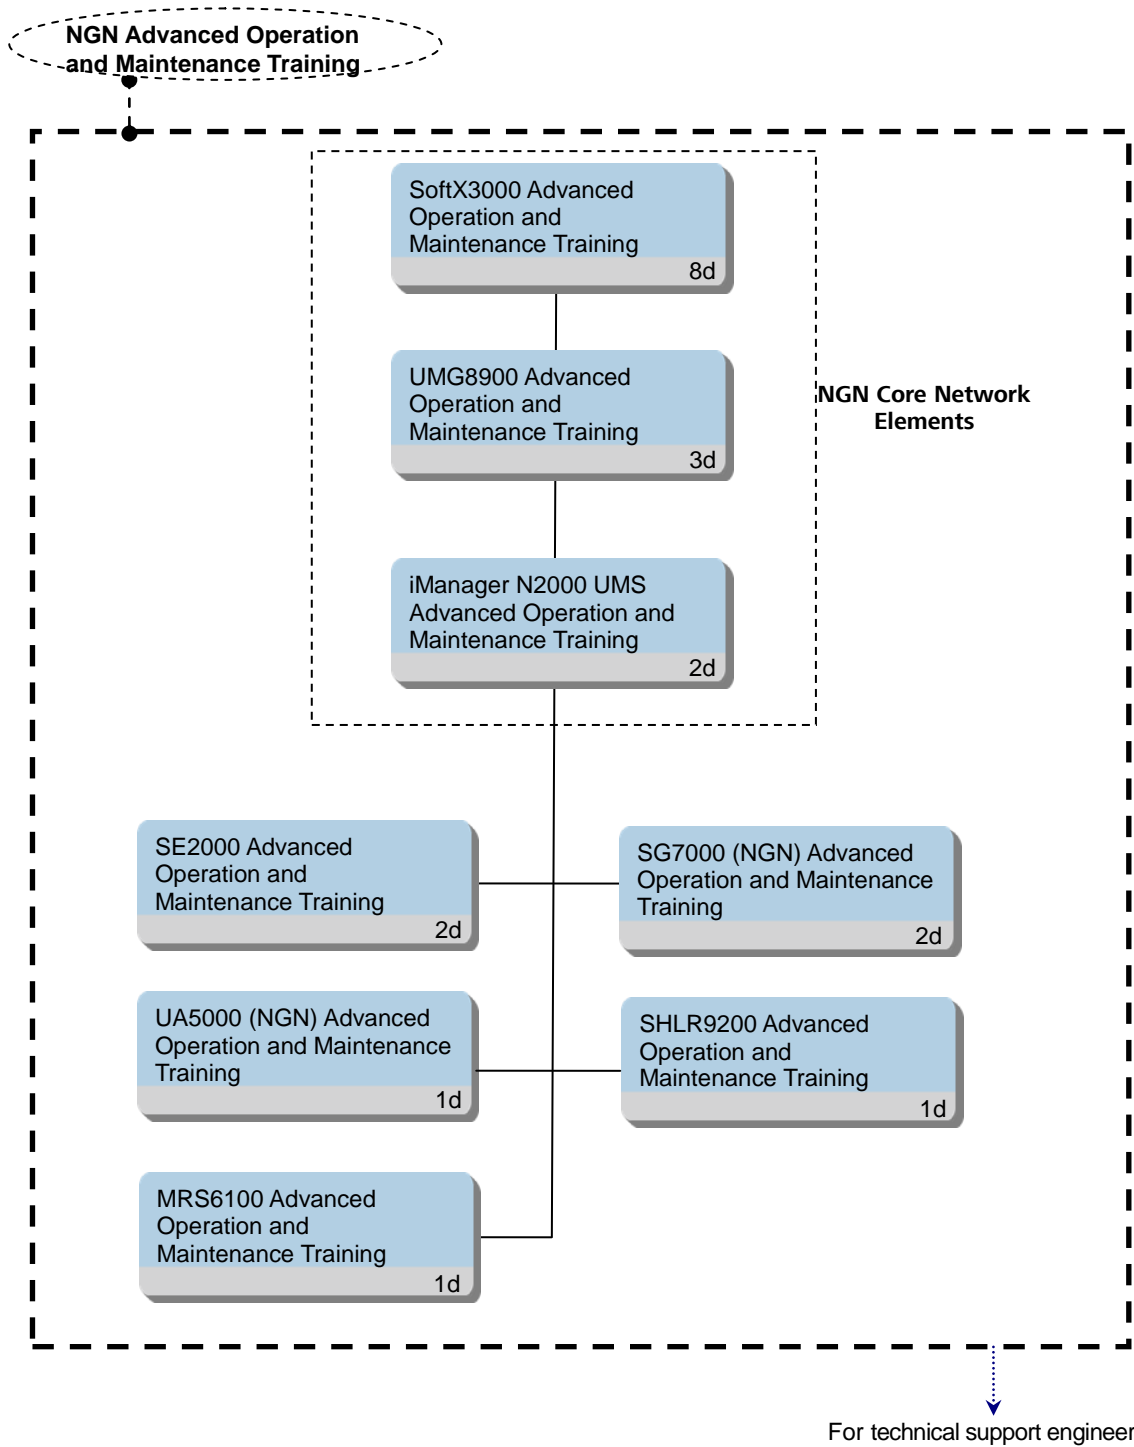 NGN Advanced Operation
and Maintenance Training
SoftX3000 Advanced
Operation and
Maintenance Training
8d
UMG8900 Advanced
Operation and
Maintenance Training
3d
NGN Core Network
Elements
iManager N2000 UMS
Advanced Operation and
Maintenance Training
2d
SE2000 Advanced
Operation and
Maintenance Training
2d
SG7000 (NGN) Advanced
Operation and Maintenance
Training
2d
UA5000 (NGN) Advanced
Operation and Maintenance
Training
1d
SHLR9200 Advanced
Operation and
Maintenance Training
1d
MRS6100 Advanced
Operation and
Maintenance Training
1d
For technical support engineer